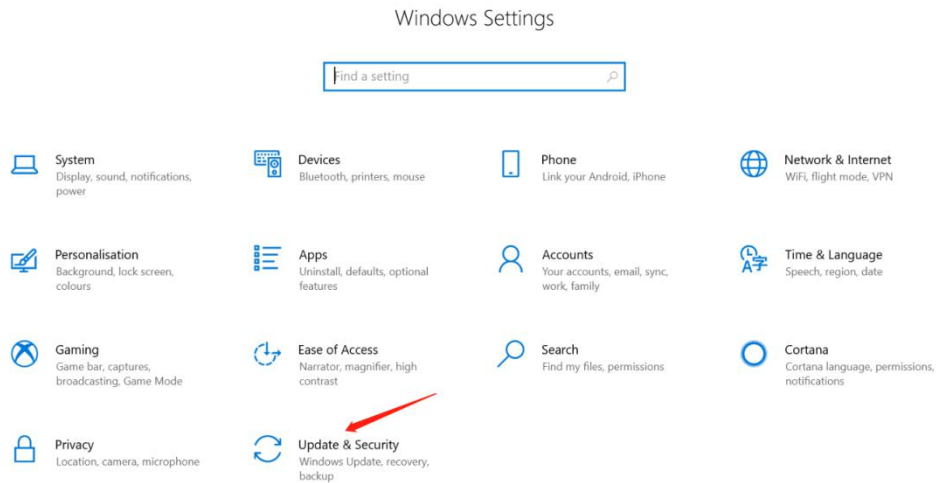 Windows Settings
Find a setting
System
Display, sound, notifications,
power
Devices
Bluetooth, printers, mouse
Phone
Link your Android, iPhone
Network & Internet
WiFi, flight mode, VPN
Personalisation
Background, lock screen,
colours
Apps
Uninstall, defaults, optional
features
Accounts
Your accounts, email, sync,
work, family
Time & Language
Speech, region, date
Gaming
Game bar, captures,
broadcasting, Game Mode
Ease of Access
Narrator, magnifier, high
contrast
Search
Find my files, permissions
Cortana
Cortana language, permissions,
notifications
Privacy
Location, camera, microphone
Update & Security
Windows Update, recovery,
backup